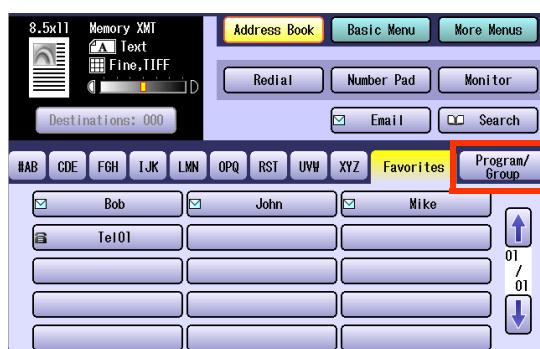 8.5x11 Memory XMT
A Text
Fine,TIFF
D
Destinations: 000
Address Book Basic Menu More Menus
Redial Number Pad Monitor
Email Search
#AB CDE FGH IJK LMN OPQ RST UVW XYZ Favorites Program/
Group
Bob John Mike
Tel01
01
/
01